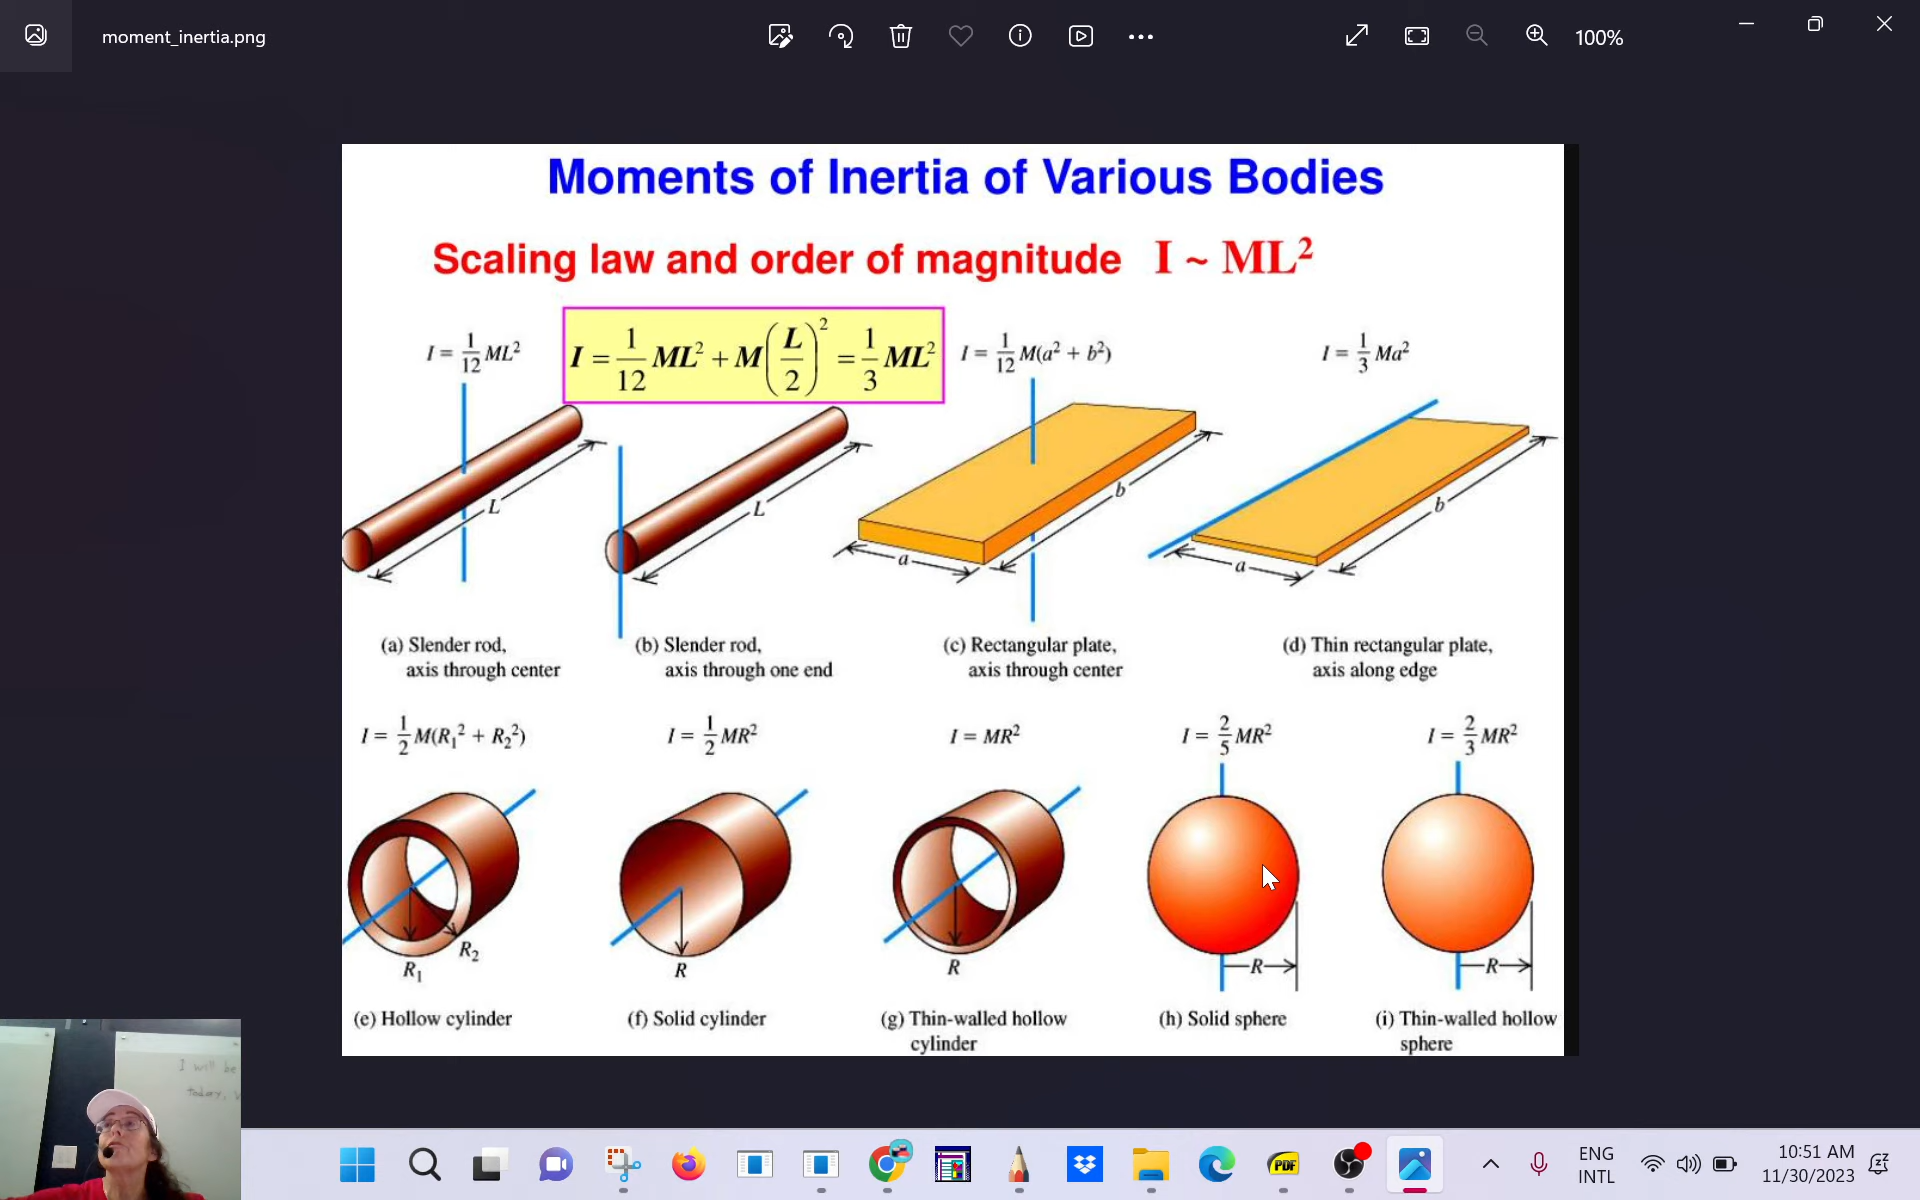 moment_inertia.png
100%
Moments of Inertia of Various Bodies
Scaling law and order of magnitude I ~ ML²
I = 1/12 ML²
I = 1/12 ML² + M(L/2)² = 1/3 ML²
I = 1/12 M(a² + b²)
I = 1/3 Ma²
L
L
b
a
b
a
(a) Slender rod,
axis through center
(b) Slender rod,
axis through one end
(c) Rectangular plate,
axis through center
(d) Thin rectangular plate,
axis along edge
I = 1/2 M(R₁² + R₂²)
I = 1/2 MR²
I = MR²
I = 2/5 MR²
I = 2/3 MR²
R₁
R₂
R
R
R
R
(e) Hollow cylinder
(f) Solid cylinder
(g) Thin-walled hollow
cylinder
(h) Solid sphere
(i) Thin-walled hollow
sphere
I will be
today,
PDF
ENG
INTL
10:51 AM
11/30/2023